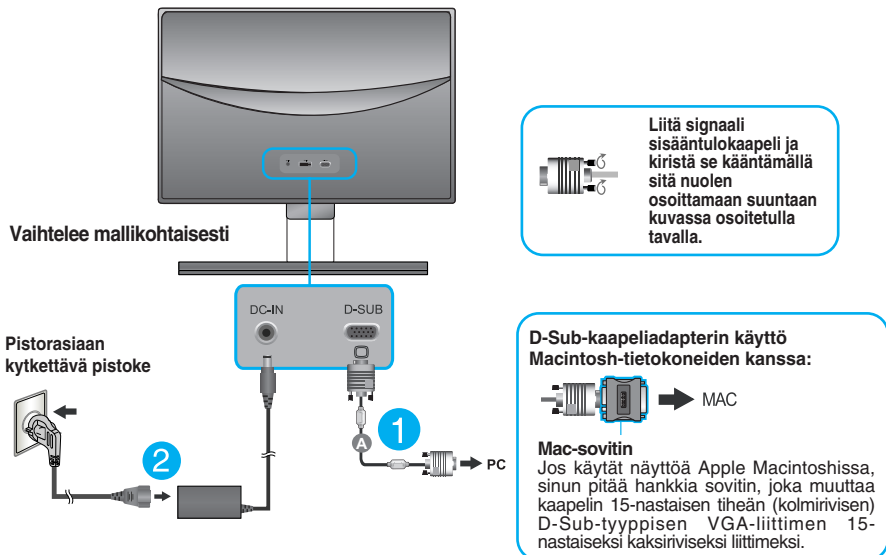 Vaihtelee mallikohtaisesti
Liitä signaali
sisääntulokaapeli ja
kiristä se kääntämällä
sitä nuolen
osoittamaan suuntaan
kuvassa osoitetulla
tavalla.
DC-IN
D-SUB
Pistorasiaan
kytkettävä pistoke
2
A
1
PC
D-Sub-kaapeliadapterin käyttö
Macintosh-tietokoneiden kanssa:
MAC
Mac-sovitin
Jos käytät näyttöä Apple Macintoshissa,
sinun pitää hankkia sovitin, joka muuttaa
kaapelin 15-nastaisen tiheän (kolmirivisen)
D-Sub-tyyppisen VGA-liittimen 15-
nastaiseksi kaksiriviseksi liittimeksi.